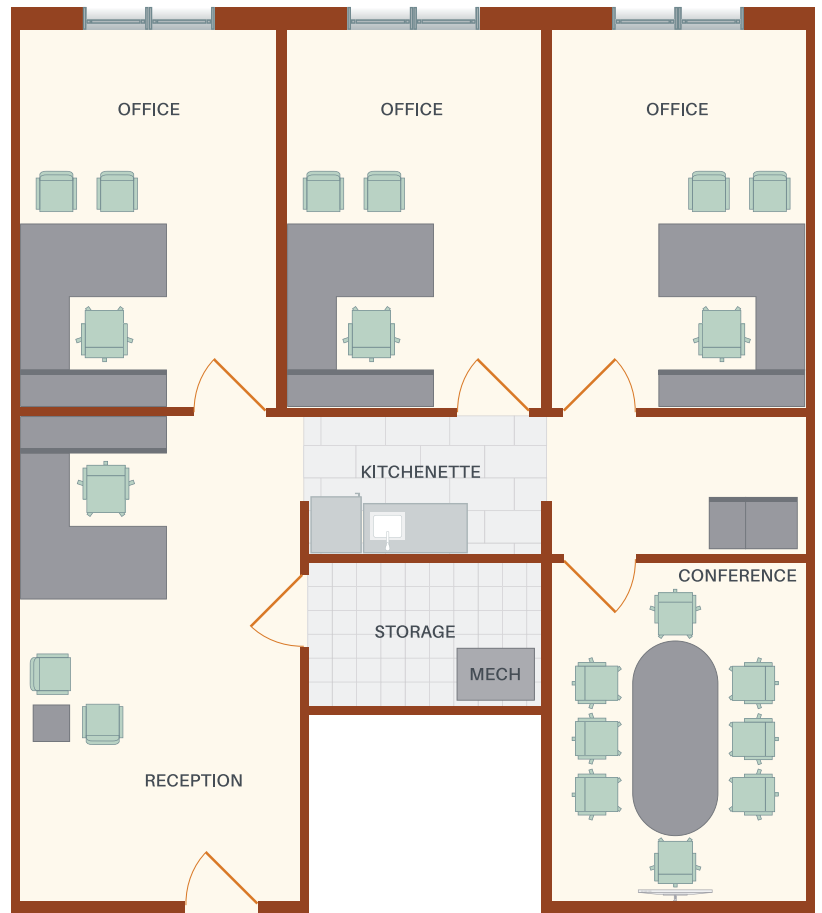 OFFICE
OFFICE
OFFICE
KITCHENETTE
CONFERENCE
STORAGE
MECH
RECEPTION